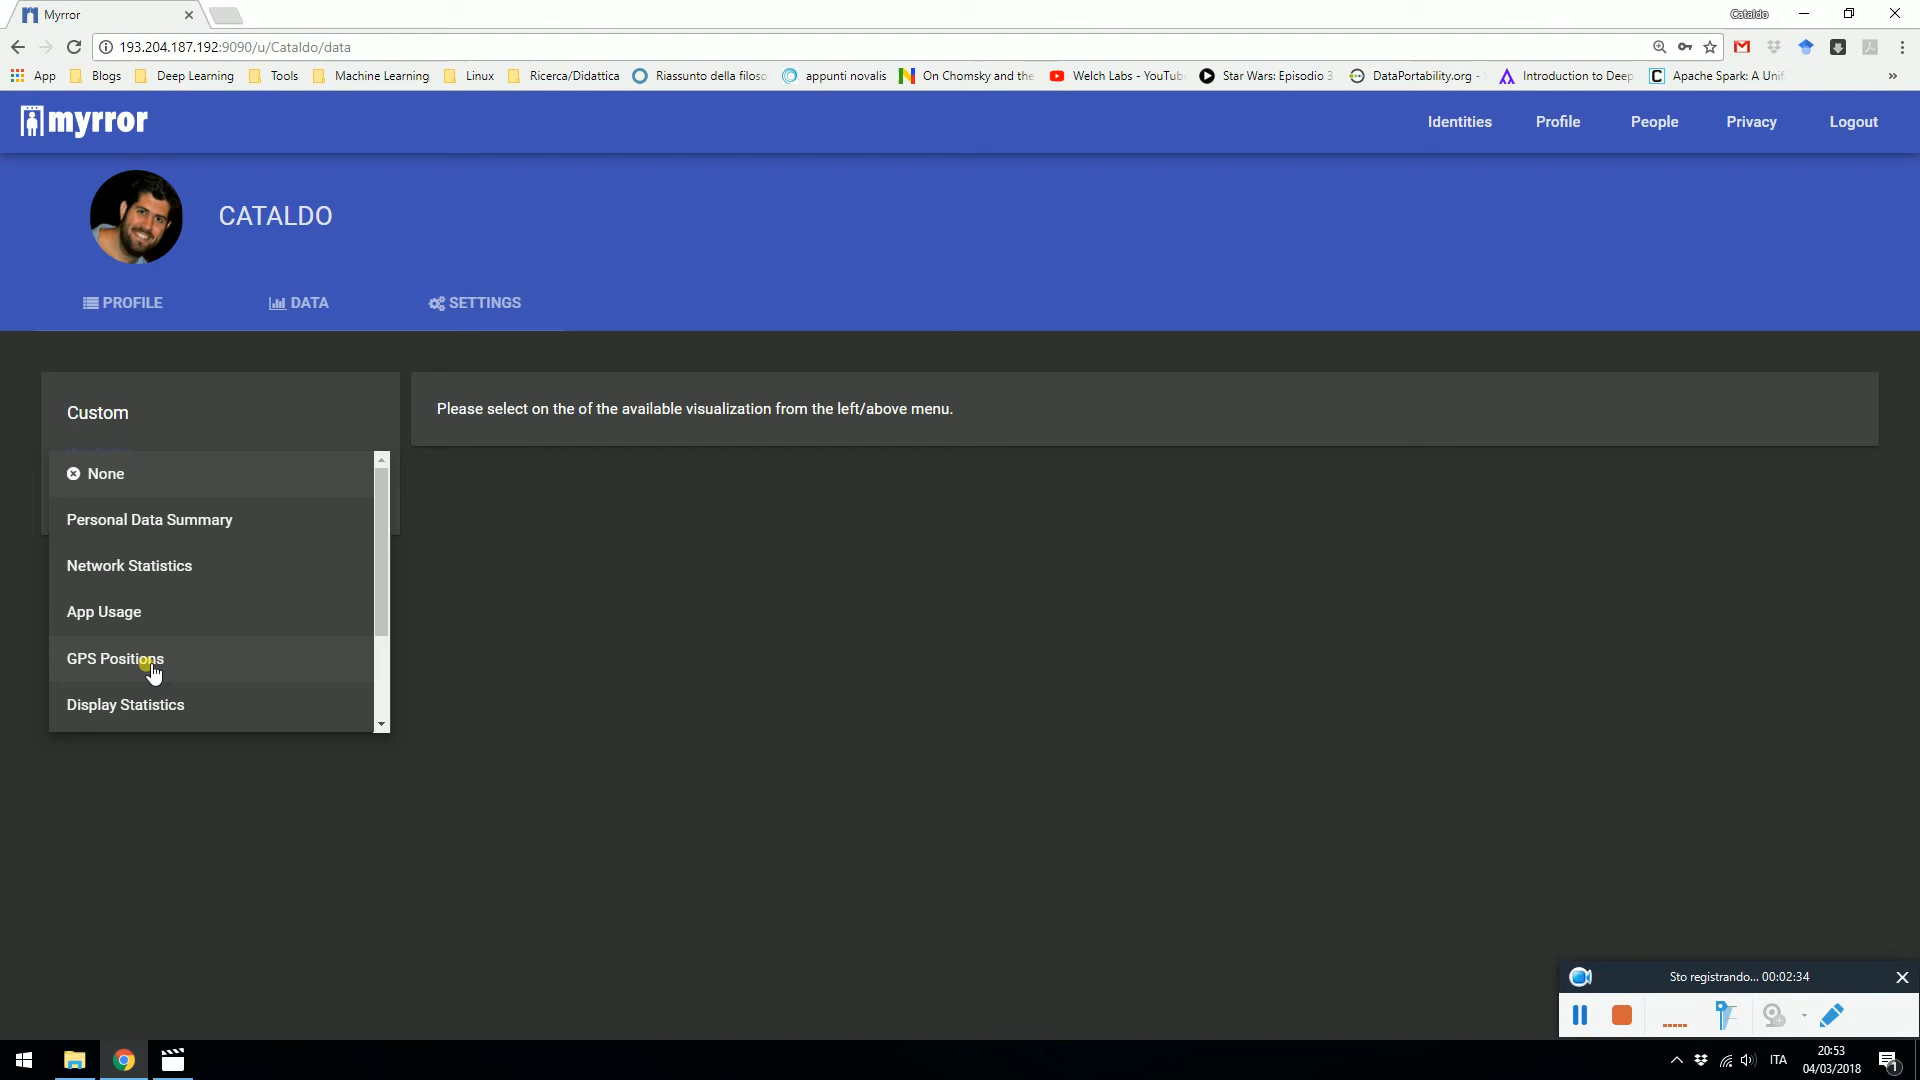 Myrror
Cataldo
193.204.187.192:9090/u/Cataldo/data
App Blogs Deep Learning Tools Machine Learning Linux Ricerca/Didattica Riassunto della filoso appunti novalis On Chomsky and the Welch Labs - YouTub Star Wars: Episodio 3 DataPortability.org - Introduction to Deep Apache Spark: A Unif »
myrror Identities Profile People Privacy Logout
CATALDO
PROFILE DATA SETTINGS
Custom
Please select on the of the available visualization from the left/above menu.
None
Personal Data Summary
Network Statistics
App Usage
GPS Positions
Display Statistics
Sto registrando... 00:02:34
ITA
20:53
04/03/2018
1